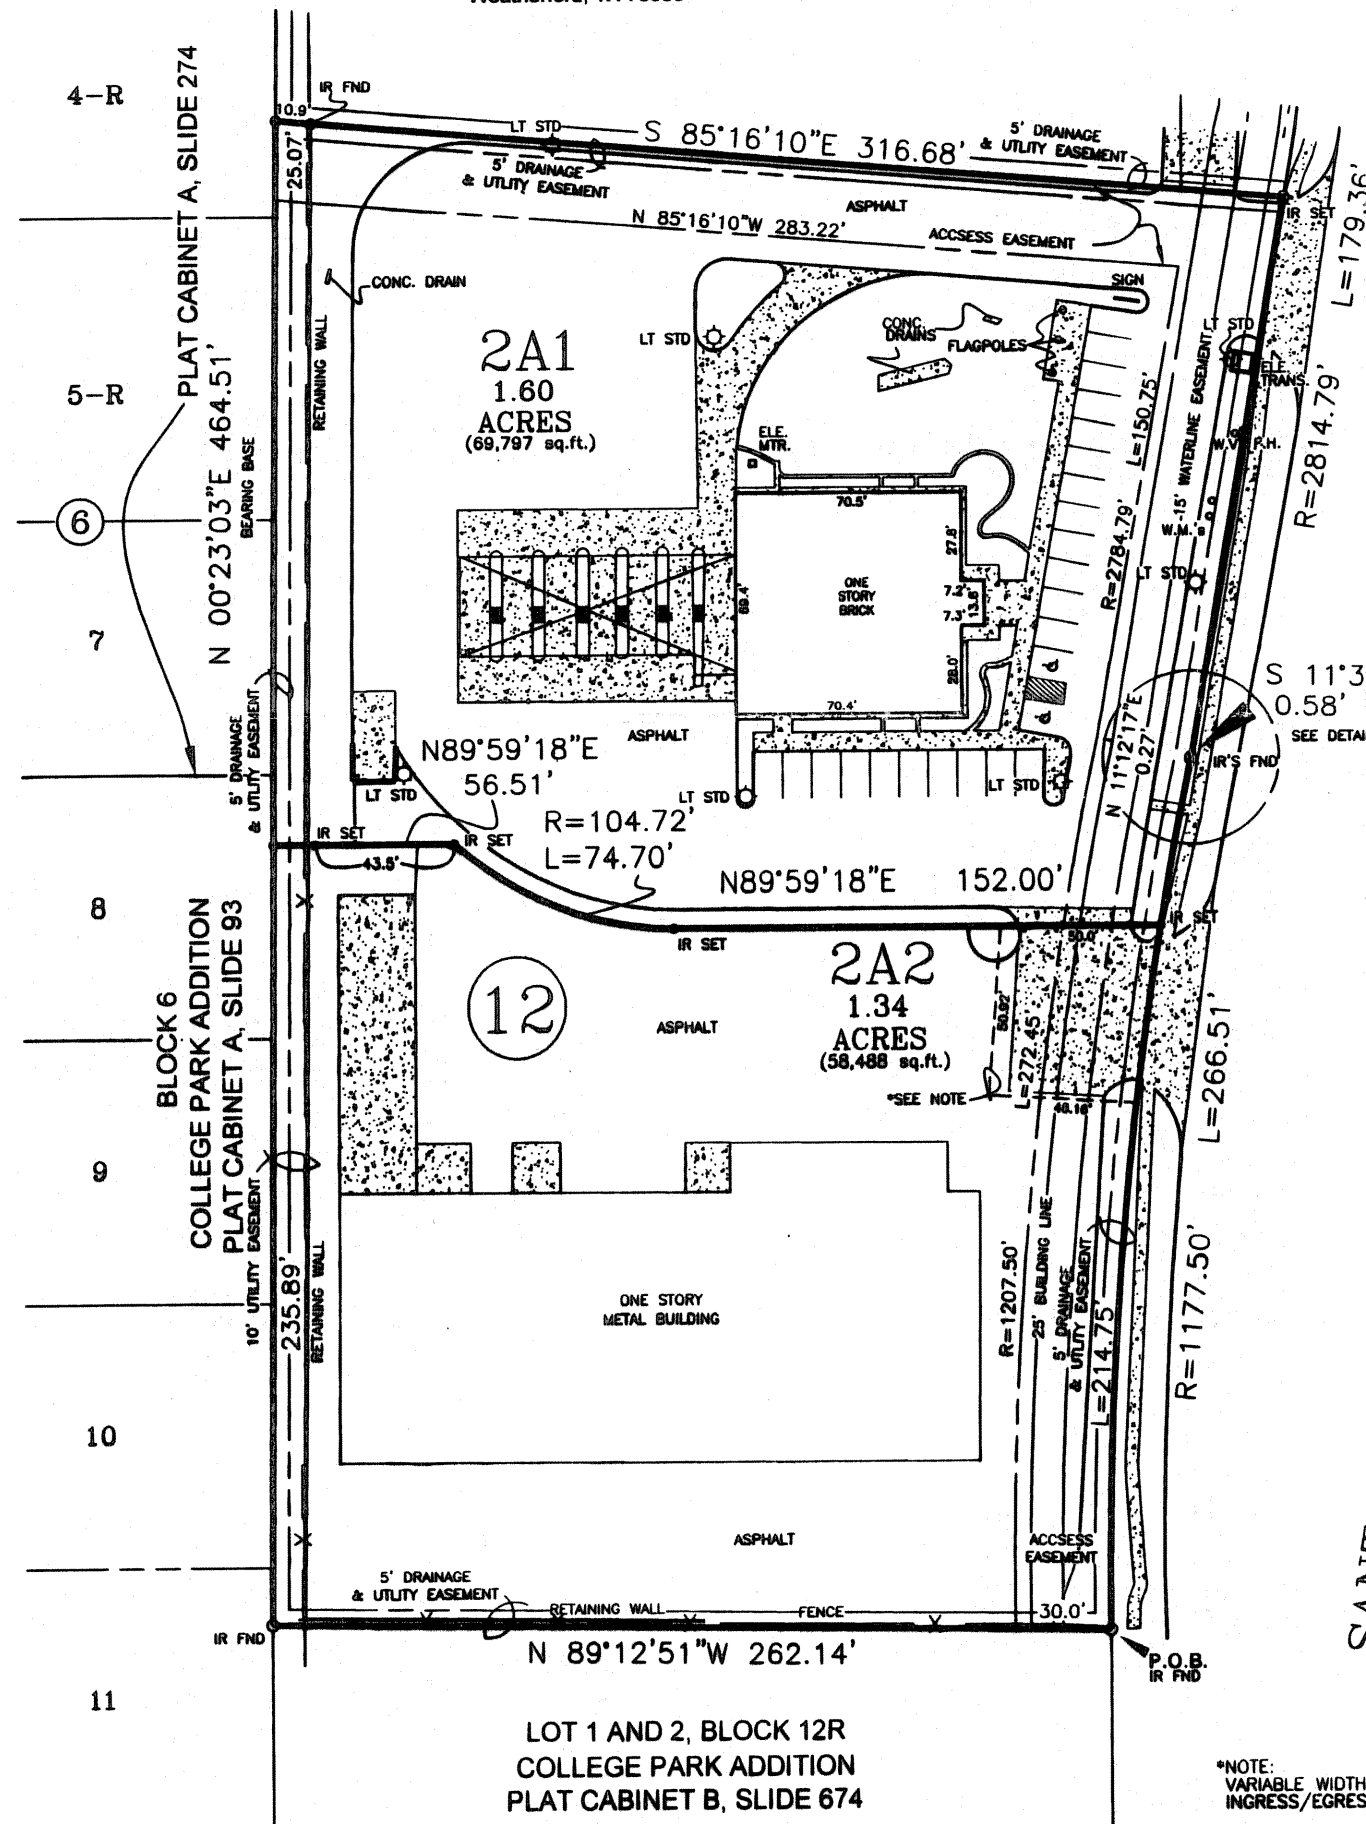 4-R
PLAT CABINET A, SLIDE 274
IR FND
10.9'
25.07'
LT STD
S 85°16'10"E 316.68'
5' DRAINAGE
& UTILITY EASEMENT
5' DRAINAGE
& UTLITY EASEMENT
ASPHALT
IR SET
N 85°16'10"W 283.22'
ACCSESS EASEMENT
L=179.36'
CONC. DRAIN
SIGN
RETAINING WALL
2A1
1.60
ACRES
(69,797 sq.ft.)
LT STD
CONC.
DRAINS
FLAGPOLES
LT STD
ELE.
TRANS.
5-R
N 00°23'03"E 464.51'
BEARING BASE
ELE.
MTR.
L=150.75'
15' WATERLINE EASEMENT
W.V.
F.H.
R=2814.79'
6
70.5'
27.8'
R=2784.79'
W.M.'s
LT STD
69.4'
ONE
STORY
BRICK
7.2'
13.6'
7.3'
28.0'
70.4'
7
5' DRAINAGE
& UTILITY EASEMENT
ASPHALT
S 11°3
0.58'
SEE DETAI
IR'S FND
N 11°12'17"E
0.27'
N89°59'18"E
56.51'
LT STD
LT STD
LT STD
IR SET
IR SET
43.5'
R=104.72'
L=74.70'
N89°59'18"E 152.00'
IR SET
IR SET
50.0'
8
BLOCK 6
COLLEGE PARK ADDITION
PLAT CABINET A, SLIDE 93
12
2A2
1.34
ACRES
(58,488 sq.ft.)
ASPHALT
50.92'
*SEE NOTE
L=272.45'
L=266.51'
9
10' UTILITY EASEMENT
235.89'
RETAINING WALL
ONE STORY
METAL BUILDING
R=1207.50'
25' BUILDING LINE
5' DRAINAGE
& UTLITY EASEMENT
L=214.75'
R=1177.50'
10
ASPHALT
ACCSESS
EASEMENT
5' DRAINAGE
& UTILITY EASEMENT
RETAINING WALL
FENCE
30.0'
IR FND
N 89°12'51"W 262.14'
P.O.B.
IR FND
11
LOT 1 AND 2, BLOCK 12R
COLLEGE PARK ADDITION
PLAT CABINET B, SLIDE 674
*NOTE:
VARIABLE WIDTH
INGRESS/EGRES